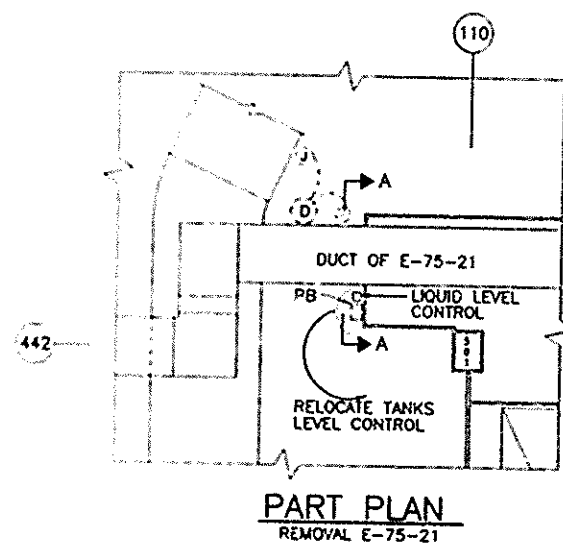 110
J
A
D
DUCT OF E-75-21
PB
C
LIQUID LEVEL
CONTROL
442
A
501
RELOCATE TANKS
LEVEL CONTROL
PART PLAN
REMOVAL E-75-21